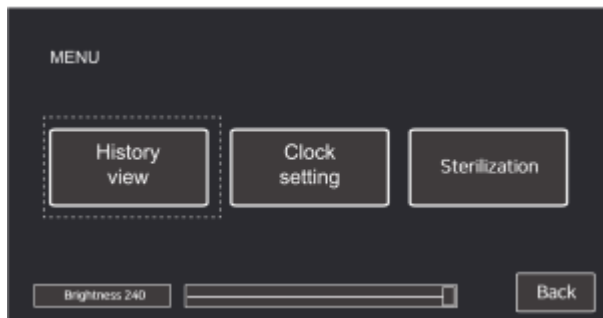 MENU
History
view
Clock
setting
Sterilization
Brightness 240
Back